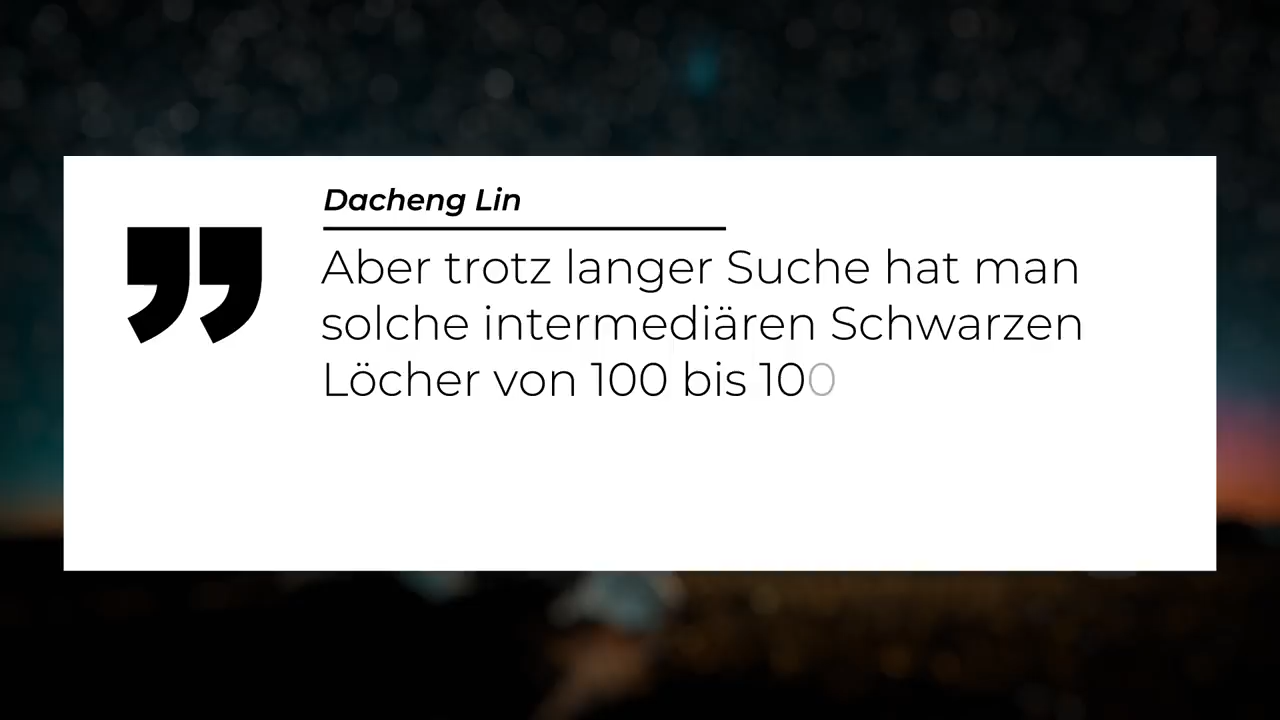 Dacheng Lin
Aber trotz langer Suche hat man
solche intermediären Schwarzen
Löcher von 100 bis 100